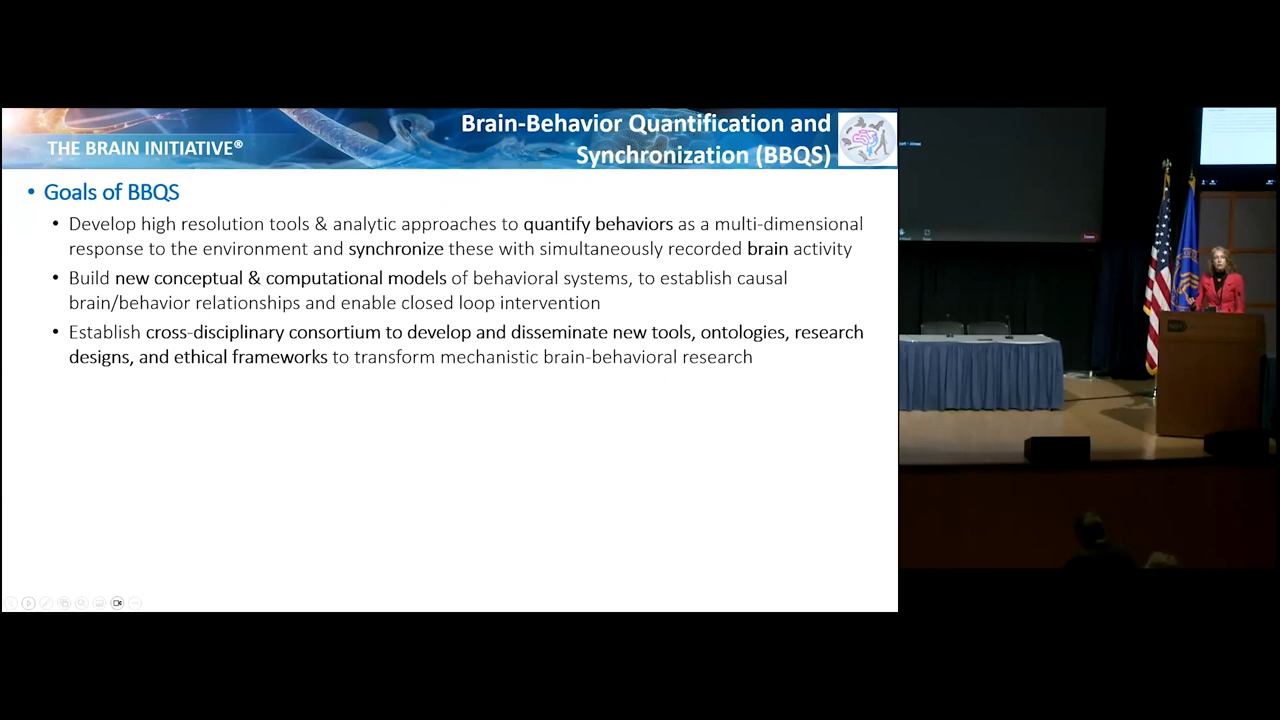 THE BRAIN INITIATIVE®
Brain-Behavior Quantification and
Synchronization (BBQS)
• Goals of BBQS
• Develop high resolution tools & analytic approaches to quantify behaviors as a multi-dimensional
response to the environment and synchronize these with simultaneously recorded brain activity
• Build new conceptual & computational models of behavioral systems, to establish causal
brain/behavior relationships and enable closed loop intervention
• Establish cross-disciplinary consortium to develop and disseminate new tools, ontologies, research
designs, and ethical frameworks to transform mechanistic brain-behavioral research